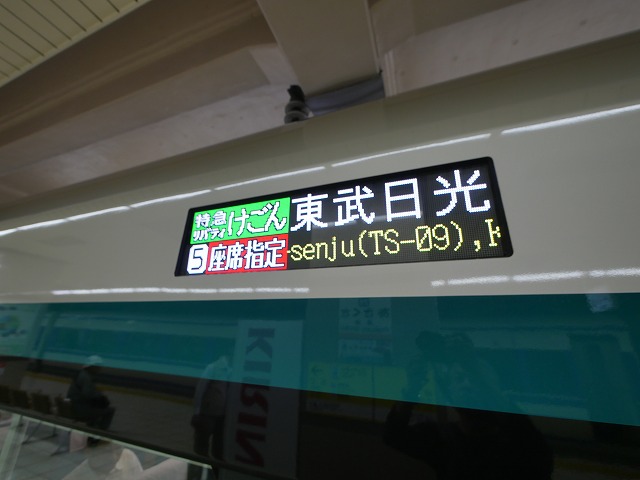 特急 リバティ けごん 東武日光
5 座席指定 -senju(TS-09),K
KIRIN